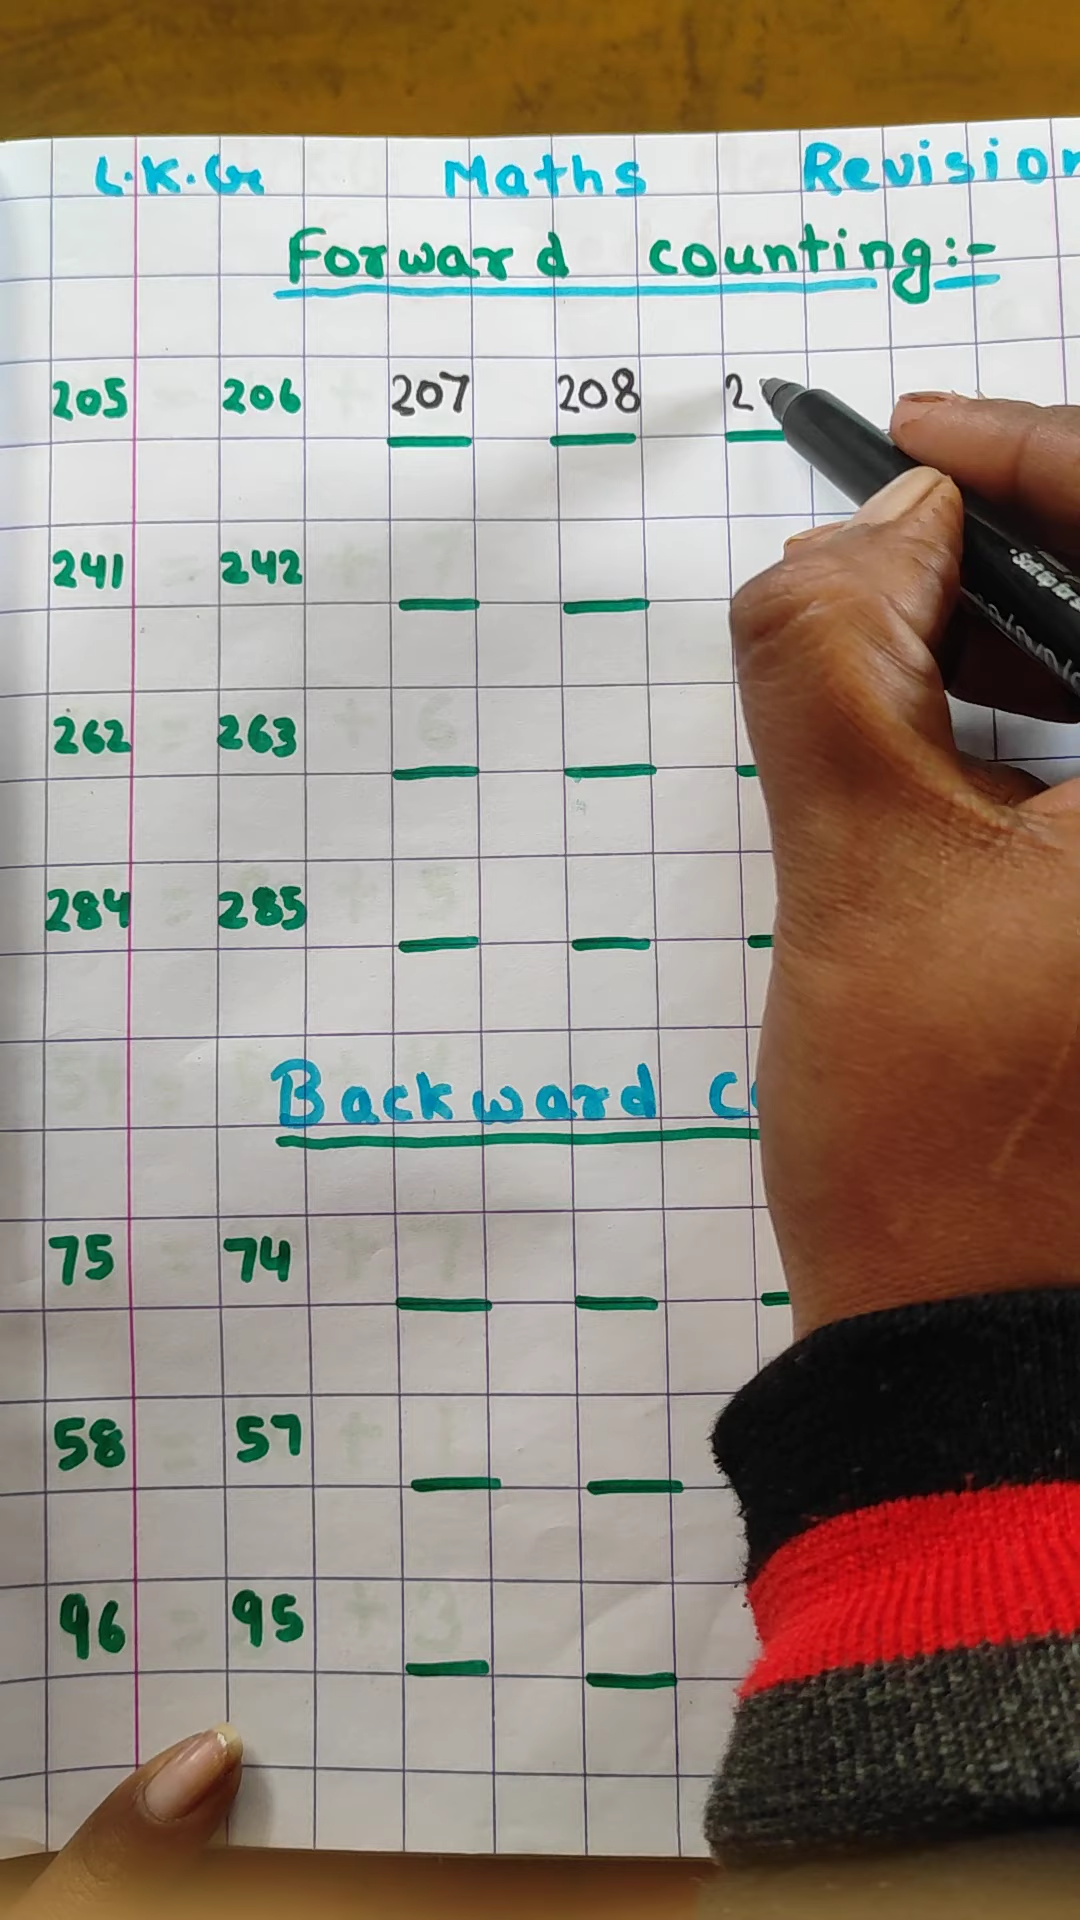 L.K.G Maths Revision
Forward counting:-
205 206 207 208 2
241 242
262 263
284 285
Backward
75 74
58 57
96 95